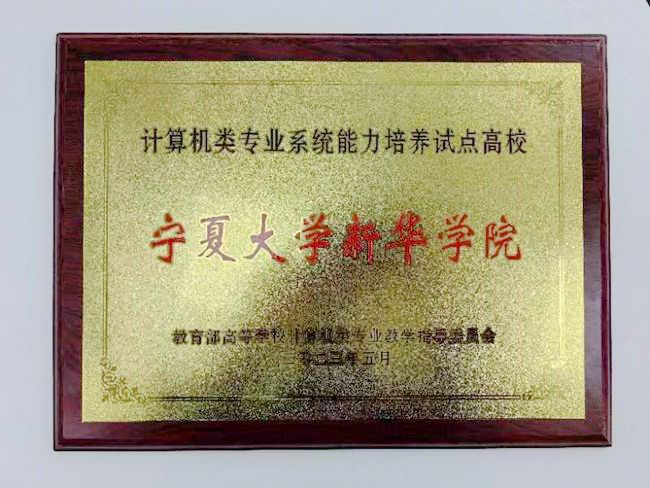 计算机类专业系统能力培养试点高校
宁夏大学新华学院
教育部高等学校计算机类专业教学指导委员会
二〇二三年五月